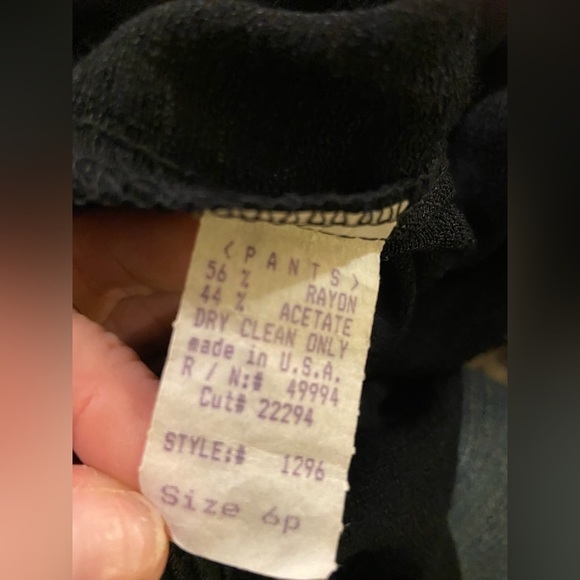 < P A N T S >
56 % RAYON
44 % ACETATE
DRY CLEAN ONLY
made in U.S.A.
R / N:# 49994
Cut# 22294
STYLE:# 1296
Size 6p